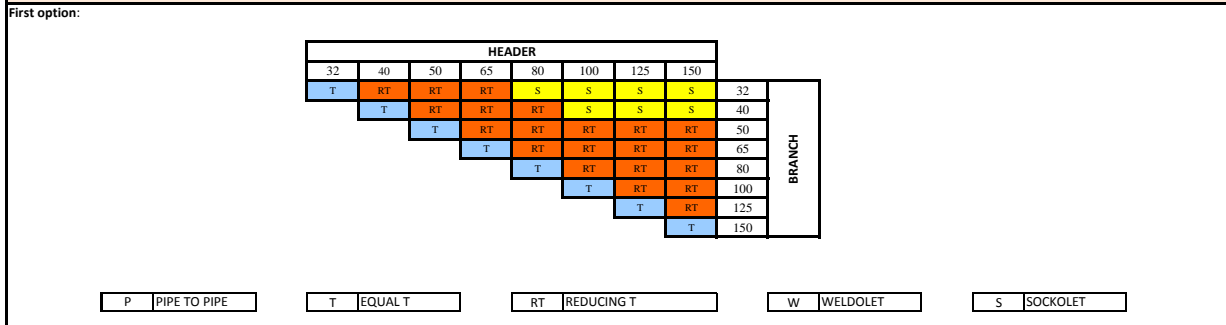 First option:
HEADER
32 40 50 65 80 100 125 150
T RT RT RT S S S S 32
T RT RT RT S S S 40
T RT RT RT RT RT 50
T RT RT RT RT 65
T RT RT RT 80
T RT RT 100
T RT 125
T 150
BRANCH
P PIPE TO PIPE T EQUAL T RT REDUCING T W WELDOLET S SOCKOLET